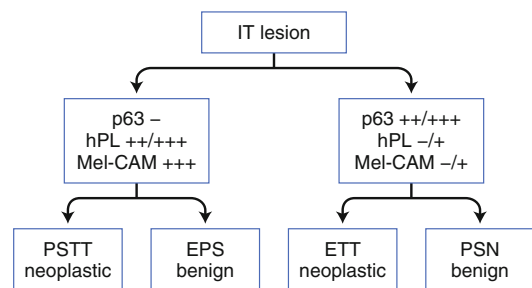 IT lesion
p63 –
hPL ++/+++
Mel-CAM +++
p63 ++/+++
hPL –/+
Mel-CAM –/+
PSTT
neoplastic
EPS
benign
ETT
neoplastic
PSN
benign